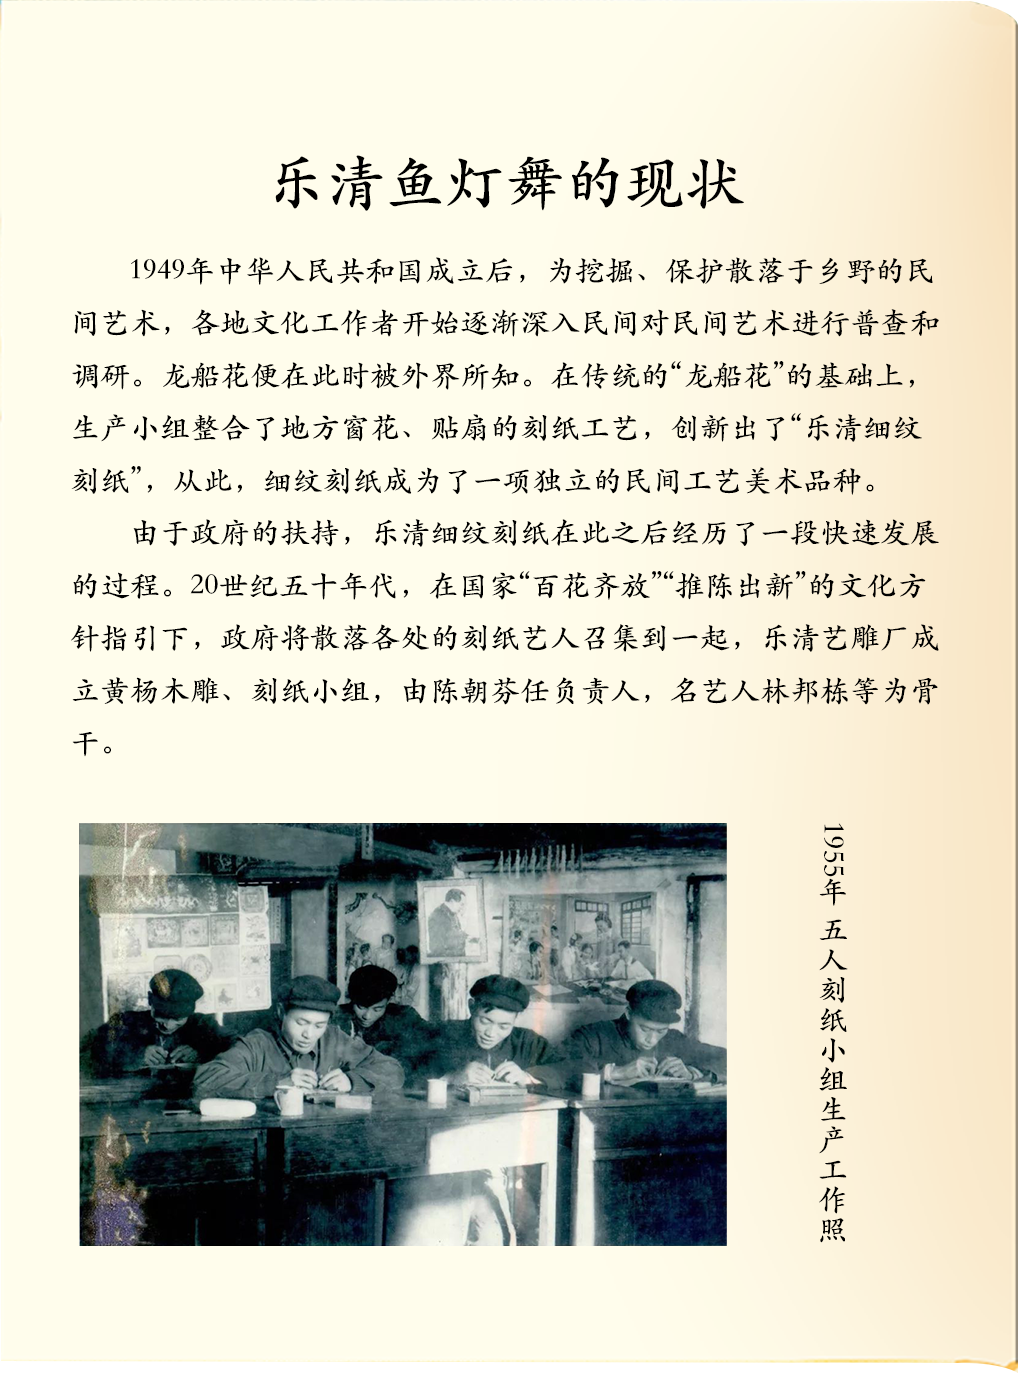 乐清鱼灯舞的现状
1949年中华人民共和国成立后，为挖掘、保护散落于乡野的民
间艺术，各地文化工作者开始逐渐深入民间对民间艺术进行普查和
调研。龙船花便在此时被外界所知。在传统的“龙船花”的基础上，
生产小组整合了地方窗花、贴扇的刻纸工艺，创新出了“乐清细纹
刻纸”，从此，细纹刻纸成为了一项独立的民间工艺美术品种。
由于政府的扶持，乐清细纹刻纸在此之后经历了一段快速发展
的过程。20世纪五十年代，在国家“百花齐放”“推陈出新”的文化方
针指引下，政府将散落各处的刻纸艺人召集到一起，乐清艺雕厂成
立黄杨木雕、刻纸小组，由陈朝芬任负责人，名艺人林邦栋等为骨
干。
1955年 五人刻纸小组生产工作照